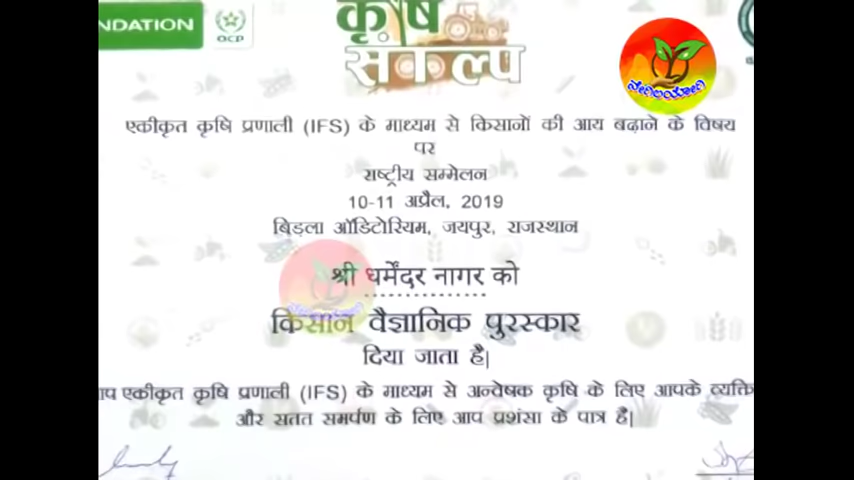 NDATION
OCP
कृषि
संकल्प
ನೇಗಿಲಯೋಗಿ
एकीकृत कृषि प्रणाली (IFS) के माध्यम से किसानों की आय बढ़ाने के विषय
पर
राष्ट्रीय सम्मेलन
10-11 अप्रैल, 2019
बिड़ला ऑडिटोरियम, जयपुर, राजस्थान
श्री धर्मेंदर नागर को
किसान वैज्ञानिक पुरस्कार
दिया जाता है|
ाप एकीकृत कृषि प्रणाली (IFS) के माध्यम से अन्वेषक कृषि के लिए आपके व्यक्ति
और सतत समर्पण के लिए आप प्रशंसा के पात्र है|